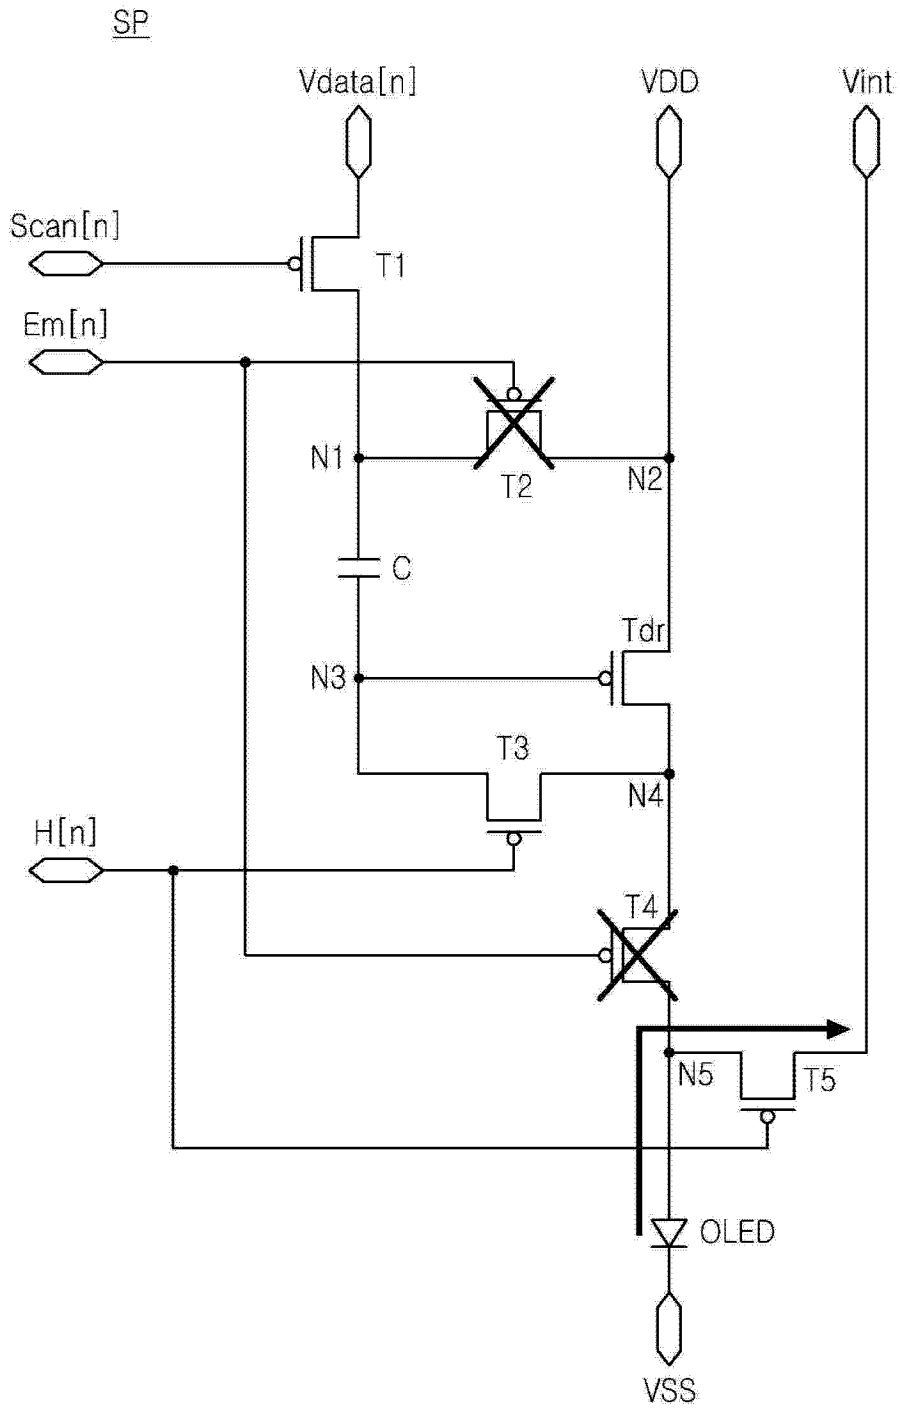 SP
Vdata[n]
VDD
Vint
Scan[n]
T1
Em[n]
N1
T2
N2
C
Tdr
N3
T3
N4
H[n]
T4
N5
T5
OLED
VSS